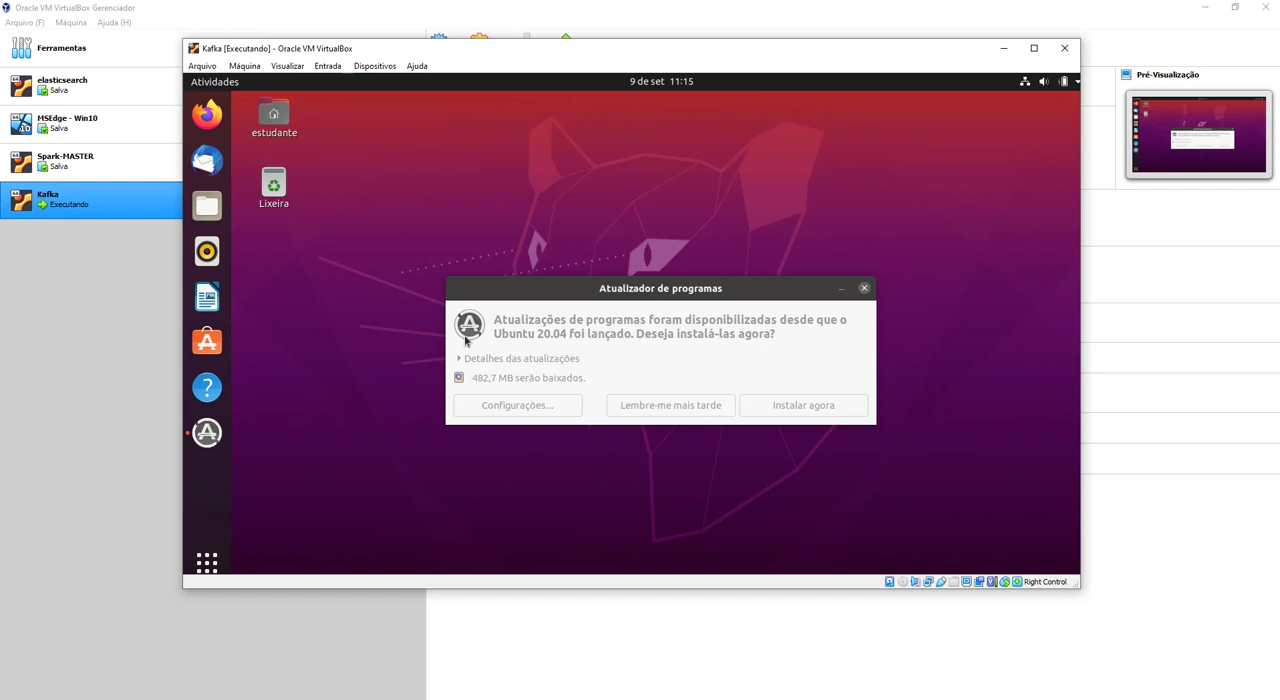 Oracle VM VirtualBox Gerenciador
Arquivo (F) Máquina Ajuda (H)
Ferramentas
elasticsearch
Salva
MSEdge - Win10
Salva
Spark-MASTER
Salva
Kafka
Executando
Kafka [Executando] - Oracle VM VirtualBox
Arquivo Máquina Visualizar Entrada Dispositivos Ajuda
Atividades
9 de set 11:15
estudante
Lixeira
Atualizador de programas
Atualizações de programas foram disponibilizadas desde que o
Ubuntu 20.04 foi lançado. Deseja instalá-las agora?
Detalhes das atualizações
482,7 MB serão baixados.
Configurações...
Lembre-me mais tarde
Instalar agora
Right Control
Pré-Visualização